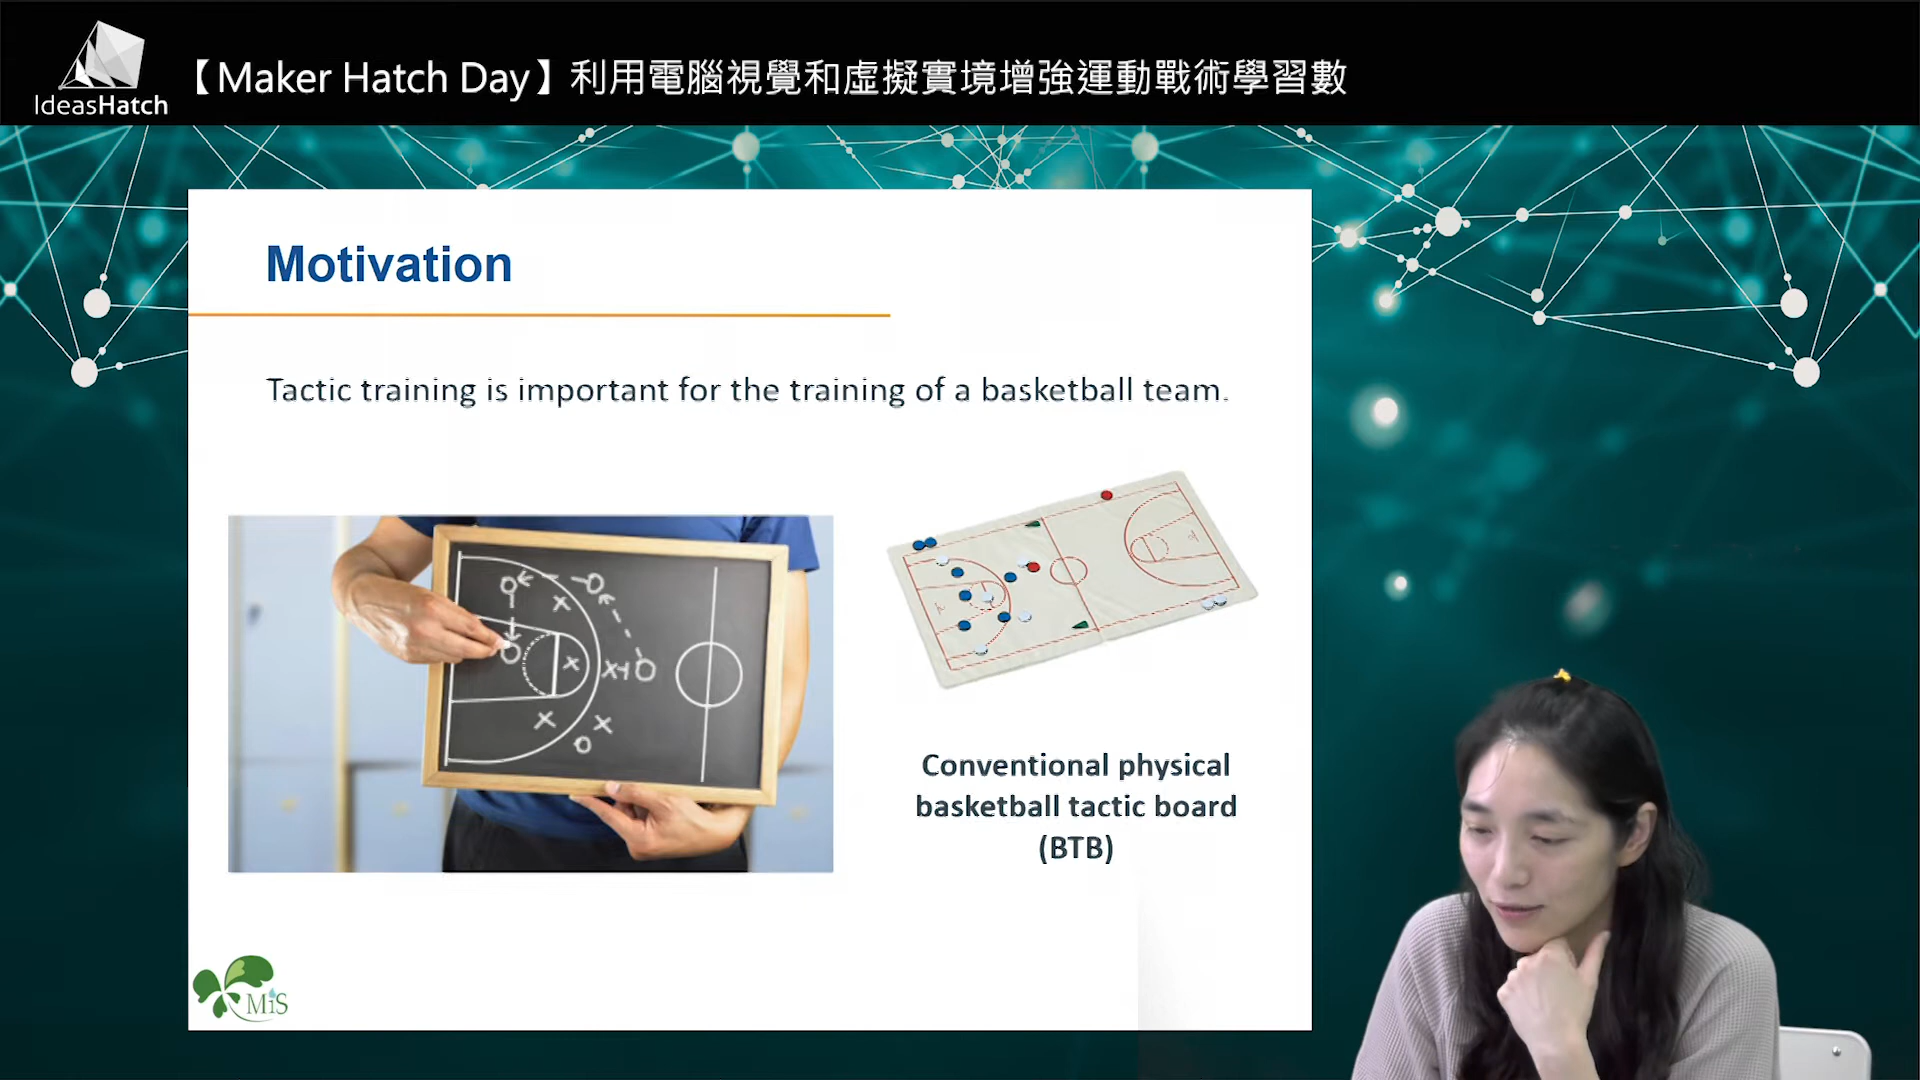 IdeasHatch
【Maker Hatch Day】利用電腦視覺和虛擬實境增強運動戰術學習數
Motivation
Tactic training is important for the training of a basketball team.
Conventional physical
basketball tactic board
(BTB)
MiS